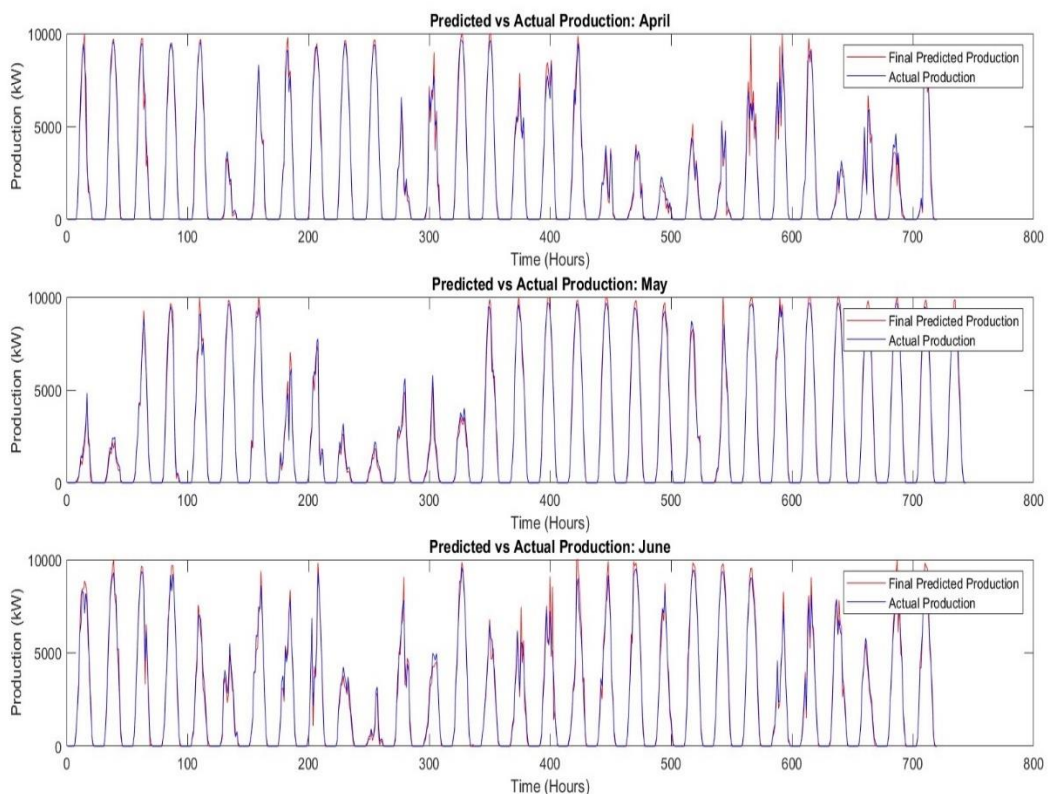 Predicted vs Actual Production: April
10000
5000
0
Production (kW)
Final Predicted Production
Actual Production
0 100 200 300 400 500 600 700 800
Time (Hours)
Predicted vs Actual Production: May
10000
5000
0
Production (kW)
Final Predicted Production
Actual Production
0 100 200 300 400 500 600 700 800
Time (Hours)
Predicted vs Actual Production: June
10000
5000
0
Production (kW)
Final Predicted Production
Actual Production
0 100 200 300 400 500 600 700 800
Time (Hours)